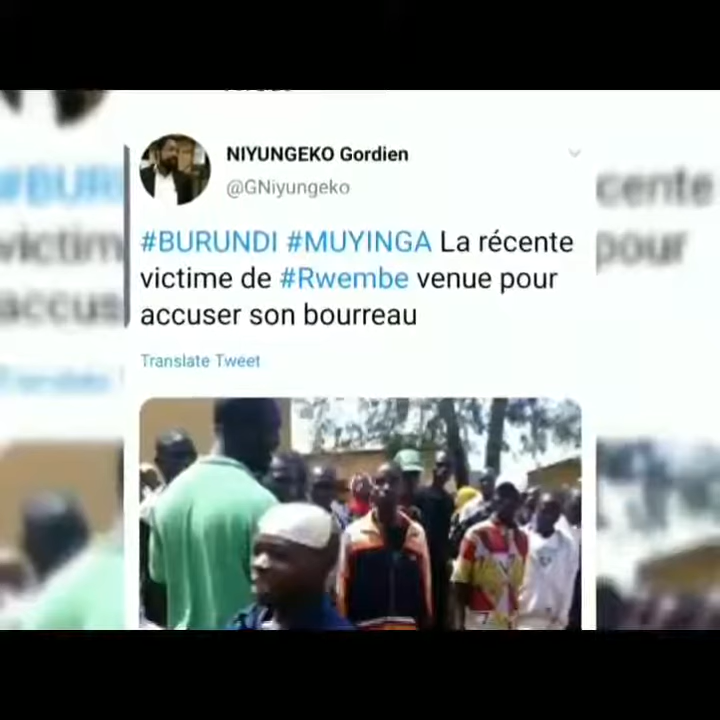 NIYUNGEKO Gordien
@GNiyungeko
#BURUNDI #MUYINGA La récente
victime de #Rwembe venue pour
accuser son bourreau
Translate Tweet